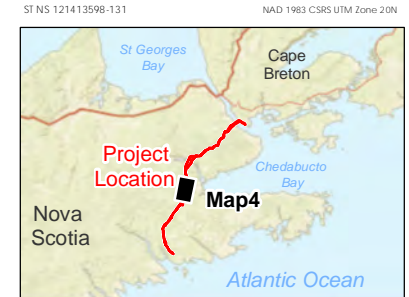 ST NS 121413598-131
NAD 1983 CSRS UTM Zone 20N
St Georges
Bay
Cape
Breton
Project
Location
Chedabucto
Bay
Map4
Nova
Scotia
Atlantic Ocean